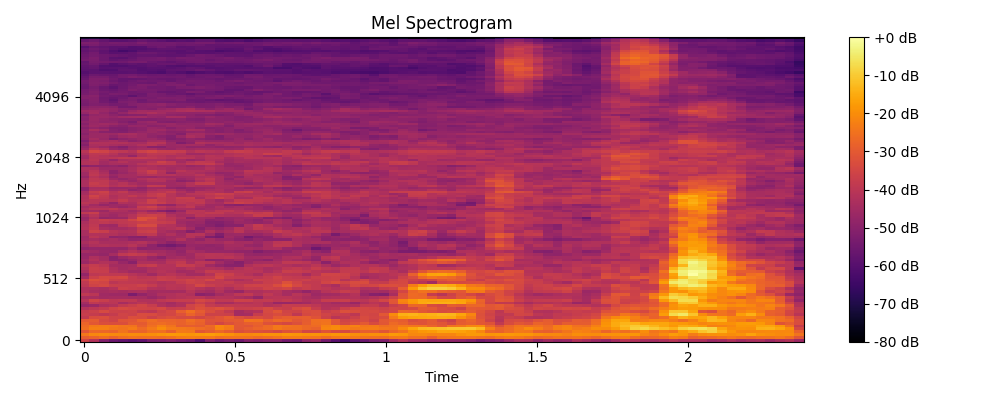 Mel Spectrogram
+0 dB
-10 dB
-20 dB
-30 dB
-40 dB
-50 dB
-60 dB
-70 dB
-80 dB
4096
2048
1024
512
0
Hz
0 0.5 1 1.5 2
Time